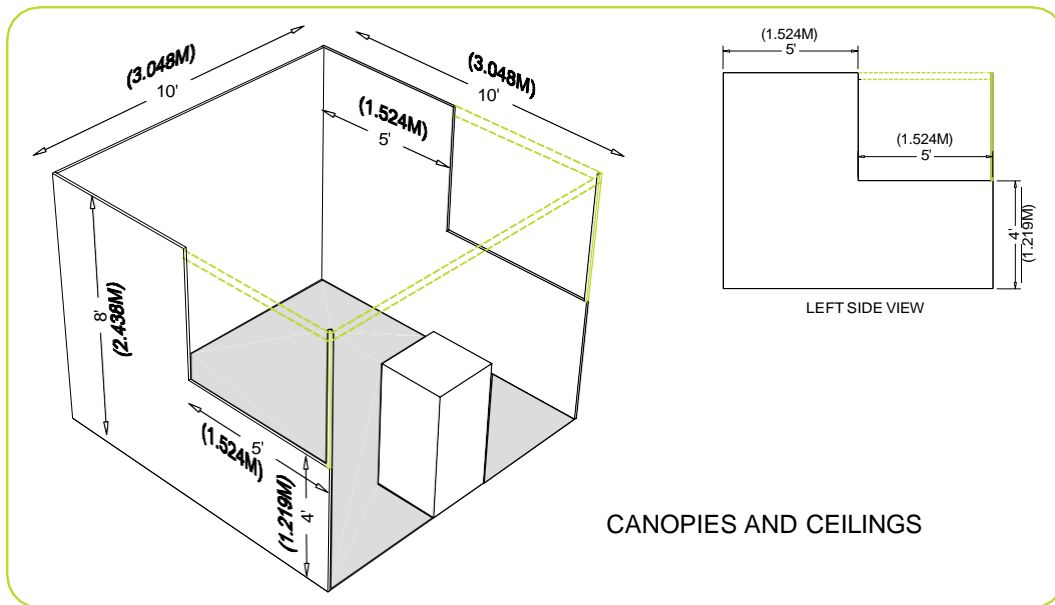 (3.048M)
10'
(3.048M)
10'
(1.524M)
5'
8'
(2.438M)
5'
(1.524M)
4'
(1.219M)
(1.524M)
5'
(1.524M)
5'
4'
(1.219M)
LEFT SIDE VIEW
CANOPIES AND CEILINGS